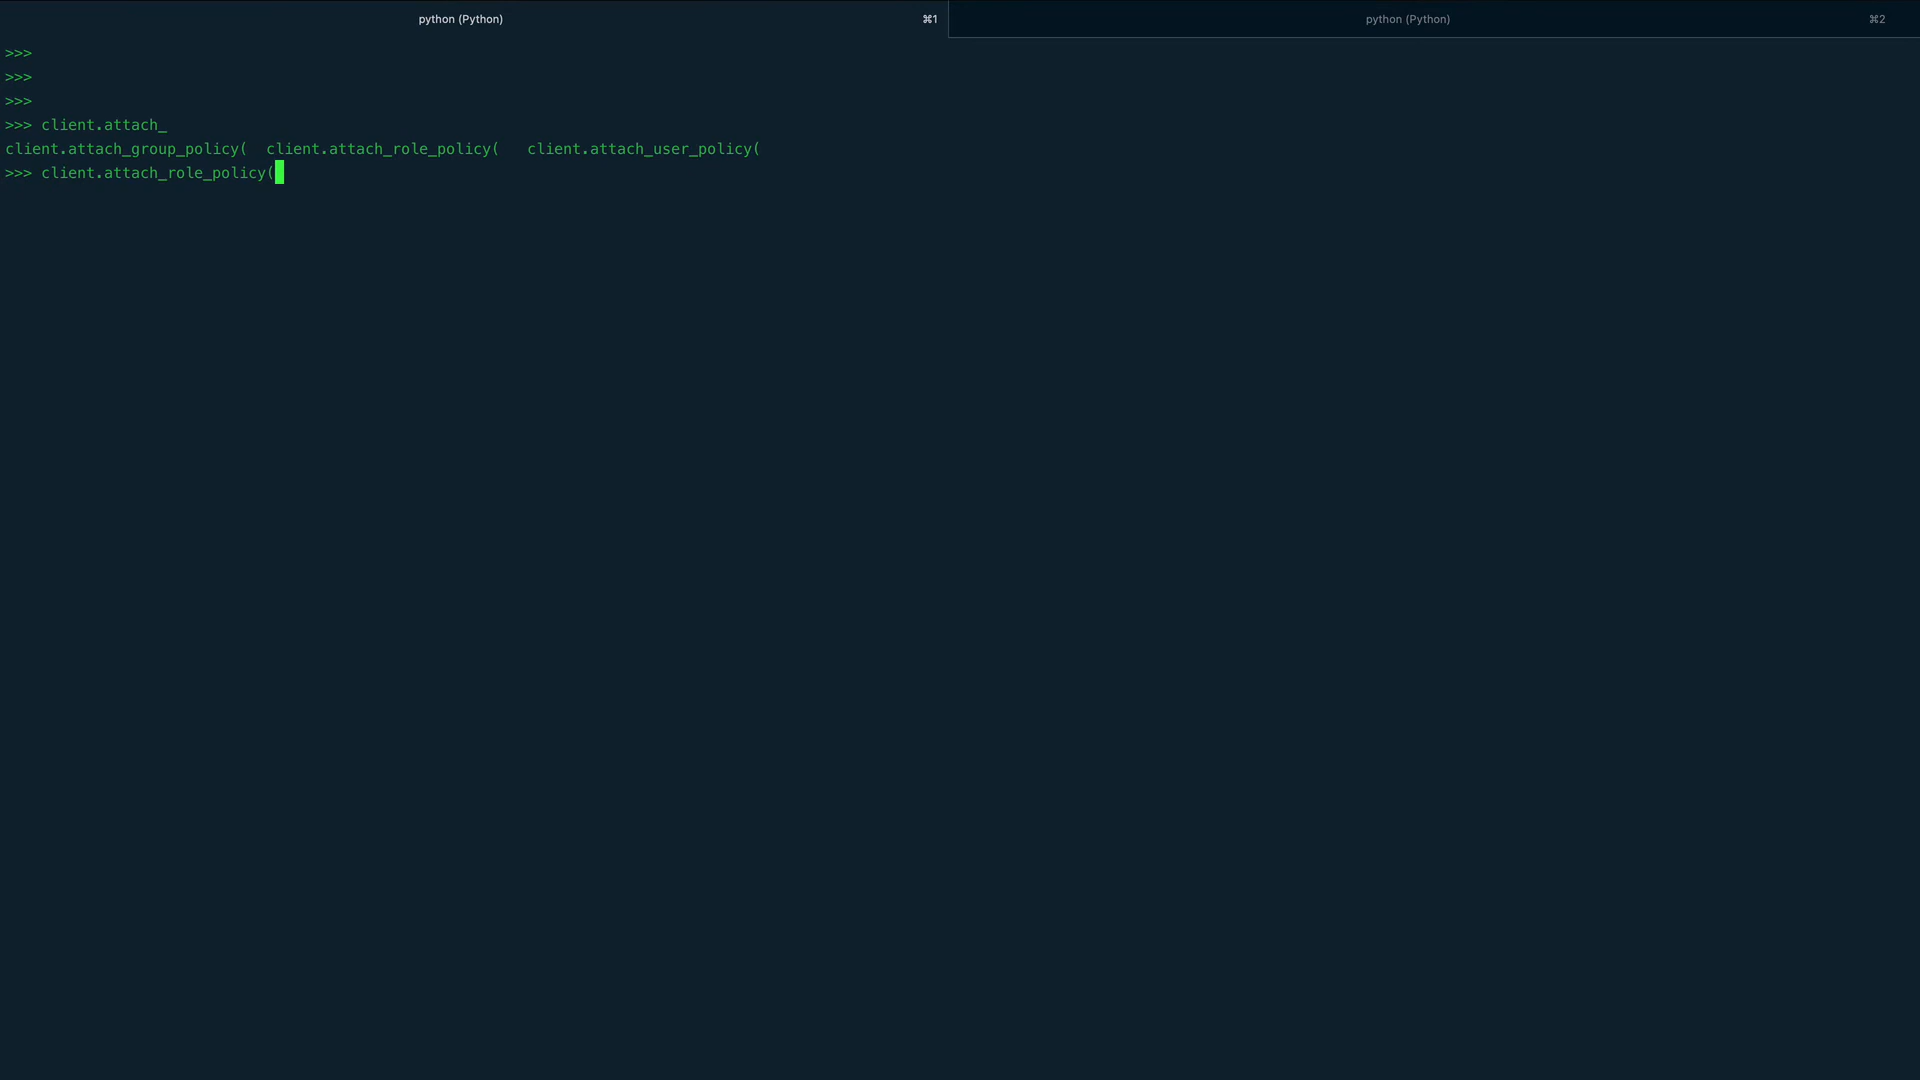 python (Python) ⌘1 python (Python) ⌘2
>>>
>>>
>>>
>>> client.attach_
client.attach_group_policy(  client.attach_role_policy(   client.attach_user_policy(
>>> client.attach_role_policy(